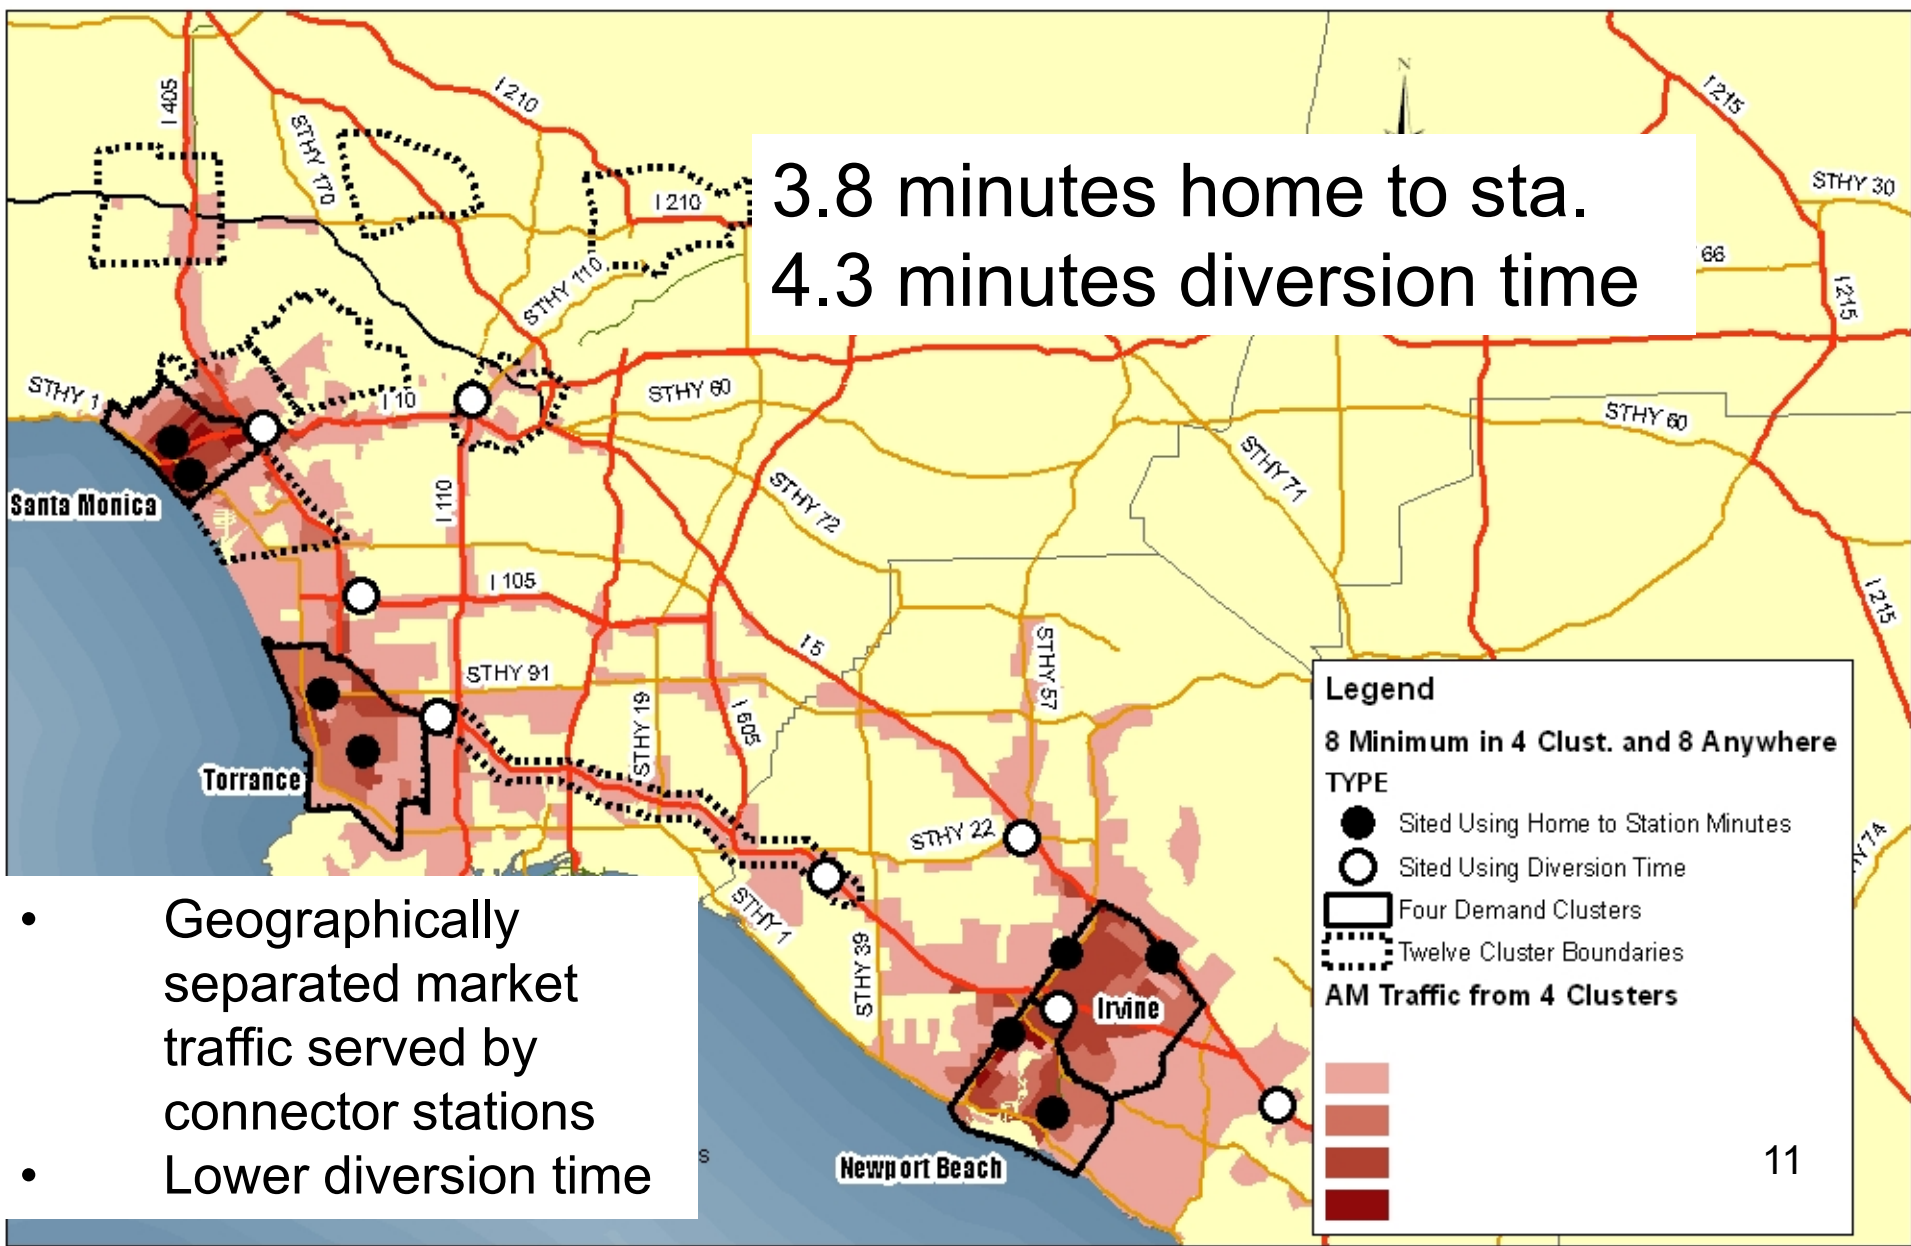 N
I 405
I 210
STHY 170
I 210
STHY 110
I 215
STHY 30
66
I 215
3.8 minutes home to sta.
4.3 minutes diversion time
STHY 1
I 10
STHY 60
STHY 60
STHY 71
STHY 72
Santa Monica
I 110
I 105
I 5
I 215
STHY 91
STHY 19
I 605
STHY 57
Torrance
STHY 22
STHY 1
STHY 39
Irvine
Newport Beach
s
Legend
8 Minimum in 4 Clust. and 8 Anywhere
TYPE
Sited Using Home to Station Minutes
Sited Using Diversion Time
Four Demand Clusters
Twelve Cluster Boundaries
AM Traffic from 4 Clusters
• Geographically
separated market
traffic served by
connector stations
• Lower diversion time
11